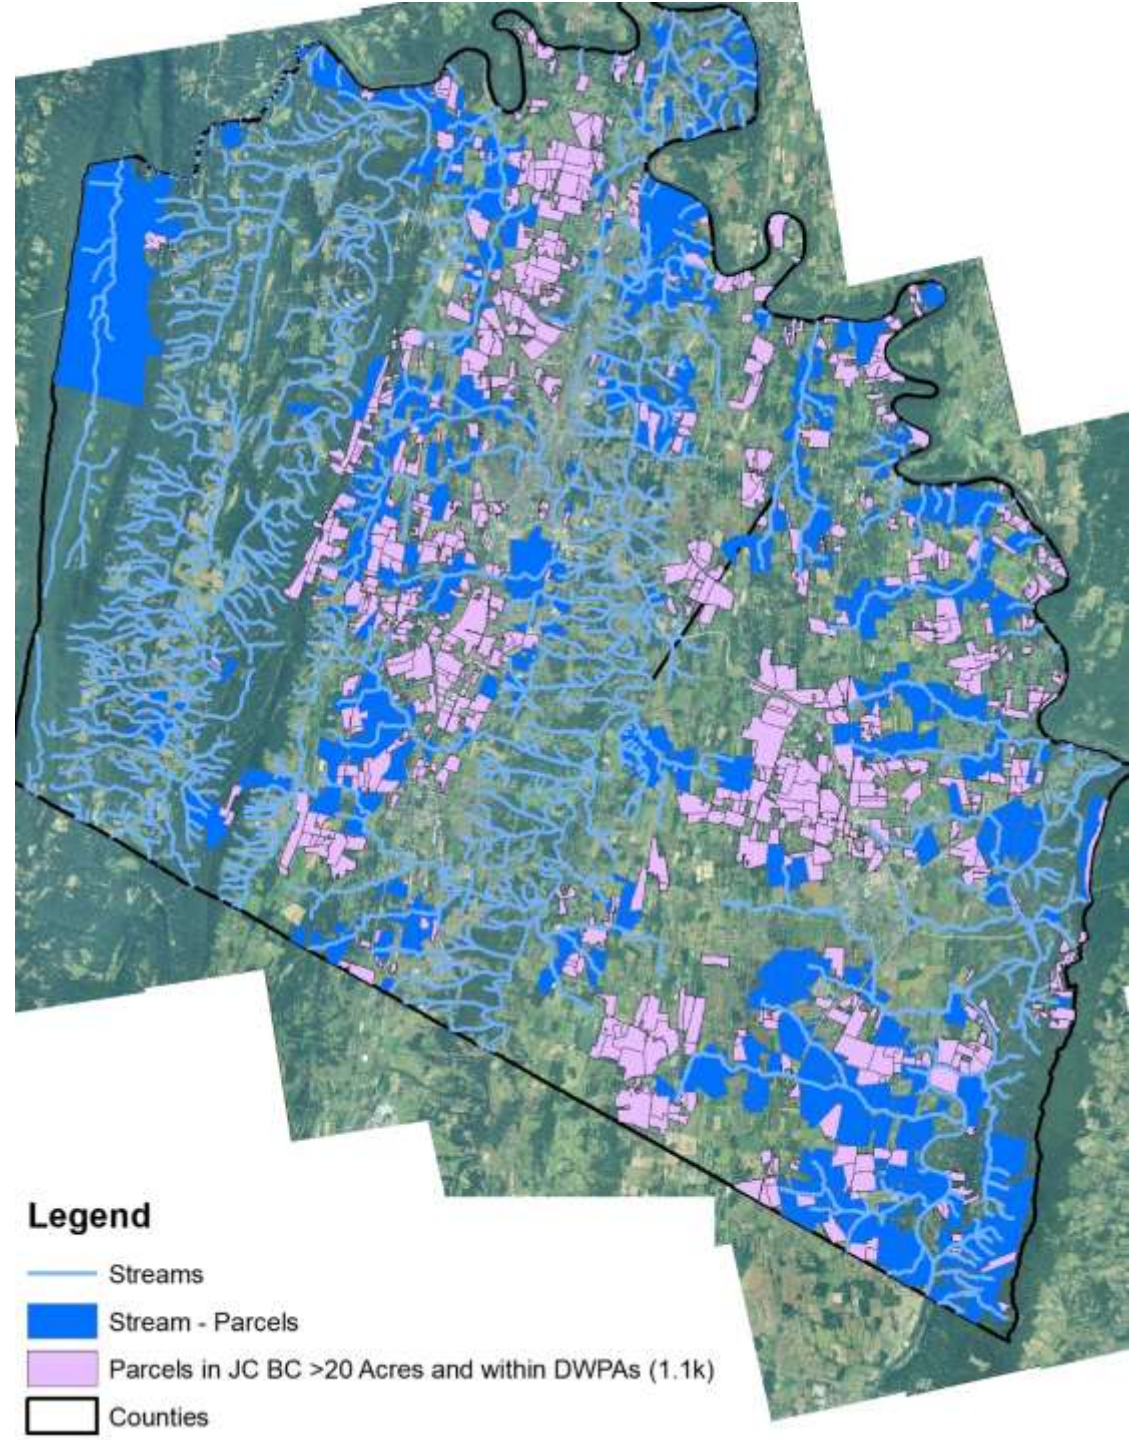 Legend
Streams
Stream - Parcels
Parcels in JC BC >20 Acres and within DWPAs (1.1k)
Counties